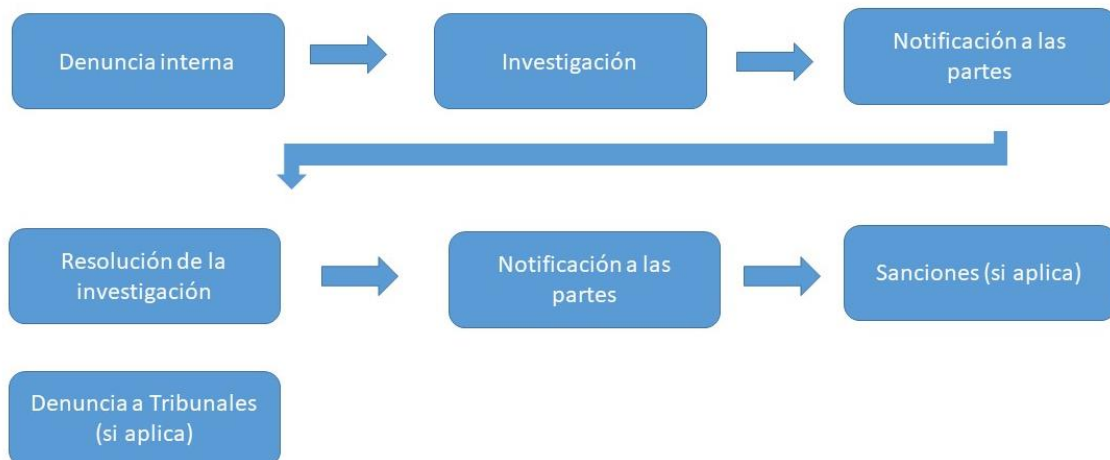 Denuncia interna
Investigación
Notificación a las
partes
Resolución de la
investigación
Notificación a las
partes
Sanciones (si aplica)
Denuncia a Tribunales
(si aplica)